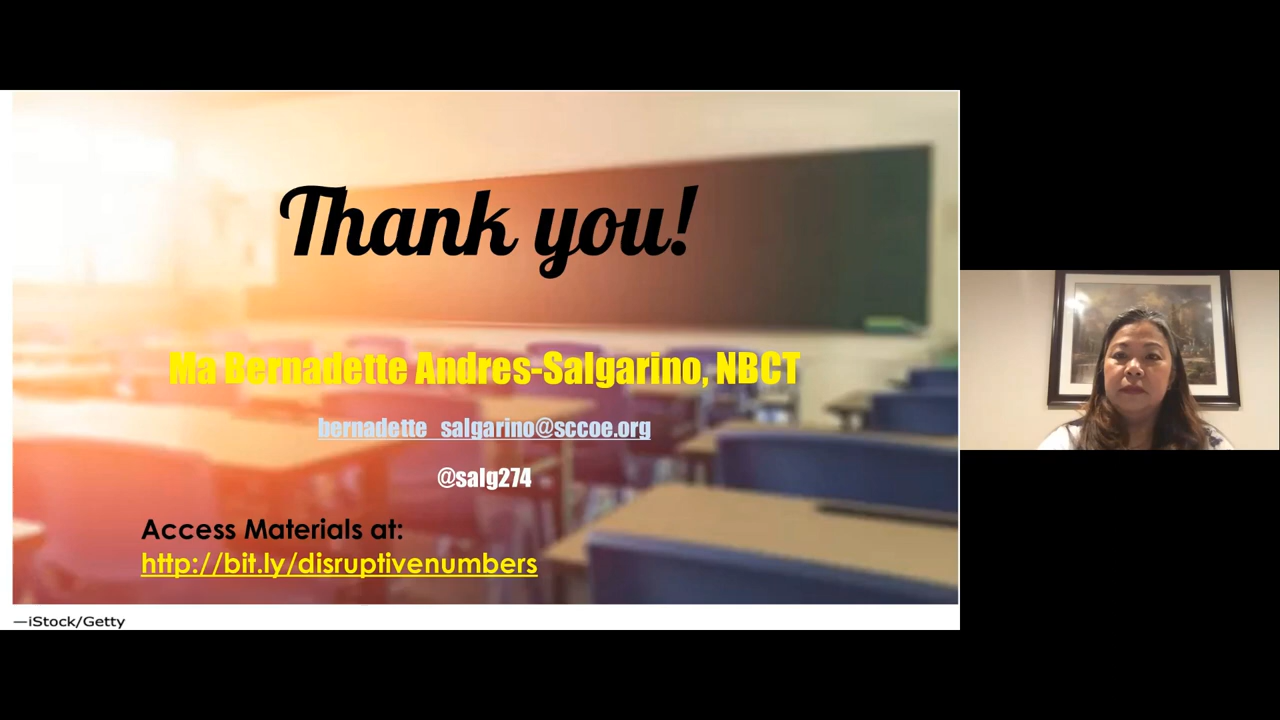 Thank you!
Ma Bernadette Andres-Salgarino, NBCT
bernadette_salgarino@sccoe.org
@salg274
Access Materials at:
http://bit.ly/disruptivenumbers
—iStock/Getty